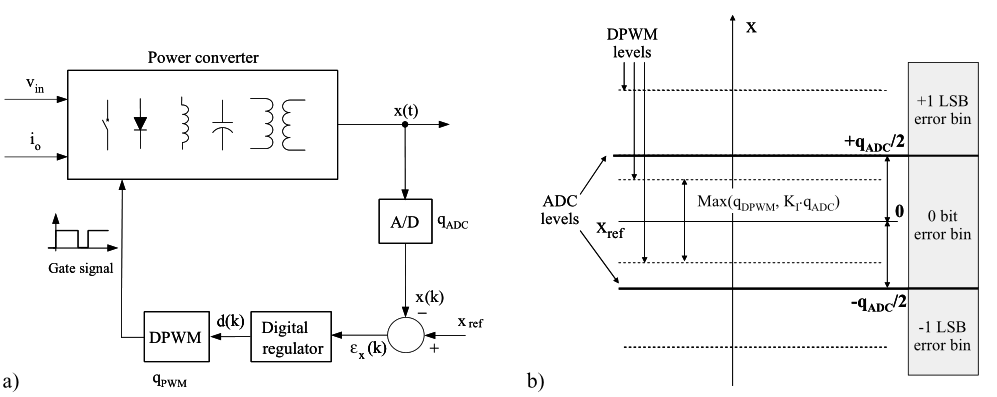 Power converter
v_in
i_o
x(t)
A/D
q_ADC
Gate signal
x(k)
−
x_ref
+
ε_x(k)
d(k)
Digital
regulator
DPWM
q_PWM
a)
DPWM
levels
x
+1 LSB
error bin
+q_ADC/2
ADC
levels
Max(q_DPWM, K_I·q_ADC)
0
x_ref
0 bit
error bin
-q_ADC/2
-1 LSB
error bin
b)